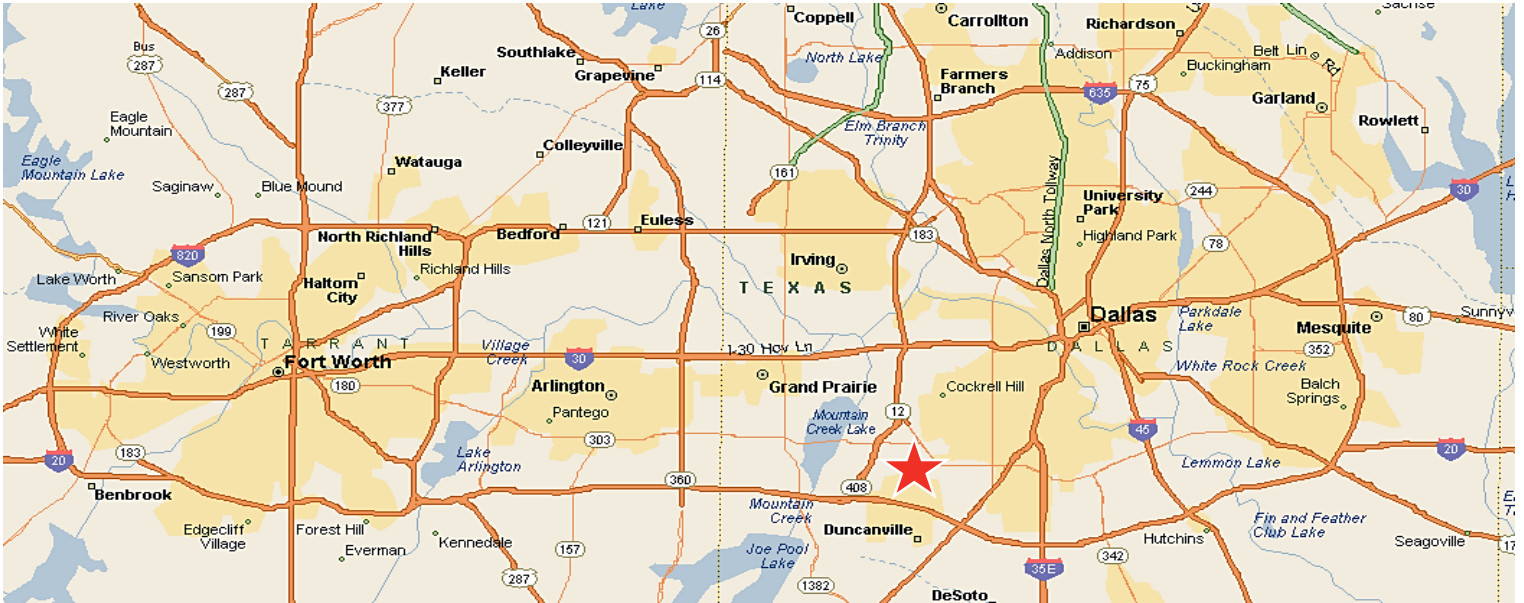 Lake
Coppell
Carrollton
Richardson
Sachse
26
Bus
287
Southlake
Grapevine
Keller
114
North Lake
Addison
Belt Lin
Rd
Buckingham
287
377
Farmers
Branch
635
75
Garland
Eagle
Mountain
Rowlett
Elm Branch
Trinity
Colleyville
Watauga
Eagle
Mountain Lake
Saginaw
Blue Mound
161
Dallas North Tollway
University
Park
244
30
Highland Park
78
121
Euless
Bedford
North Richland
Hills
183
820
Irving
Lake Worth
Sansom Park
Richland Hills
Haltom
City
TEXAS
River Oaks
199
Dallas
Parkdale
Lake
80
Sunnyv
Mesquite
White
Settlement
Westworth
TARRANT
Fort Worth
Village
Creek
30
I-30 Hov Ln
DALLAS
352
White Rock Creek
180
Arlington
Pantego
Grand Prairie
Cockrell Hill
Balch
Springs
Mountain
Creek Lake
12
45
303
183
20
Lake
Arlington
Lemmon Lake
20
360
408
Benbrook
Mountain
Creek
Duncanville
Edgecliff
Village
Forest Hill
Everman
Kennedale
157
Joe Pool
Lake
Fin and Feather
Club Lake
Hutchins
Seagoville
17
342
287
1382
35E
DeSoto